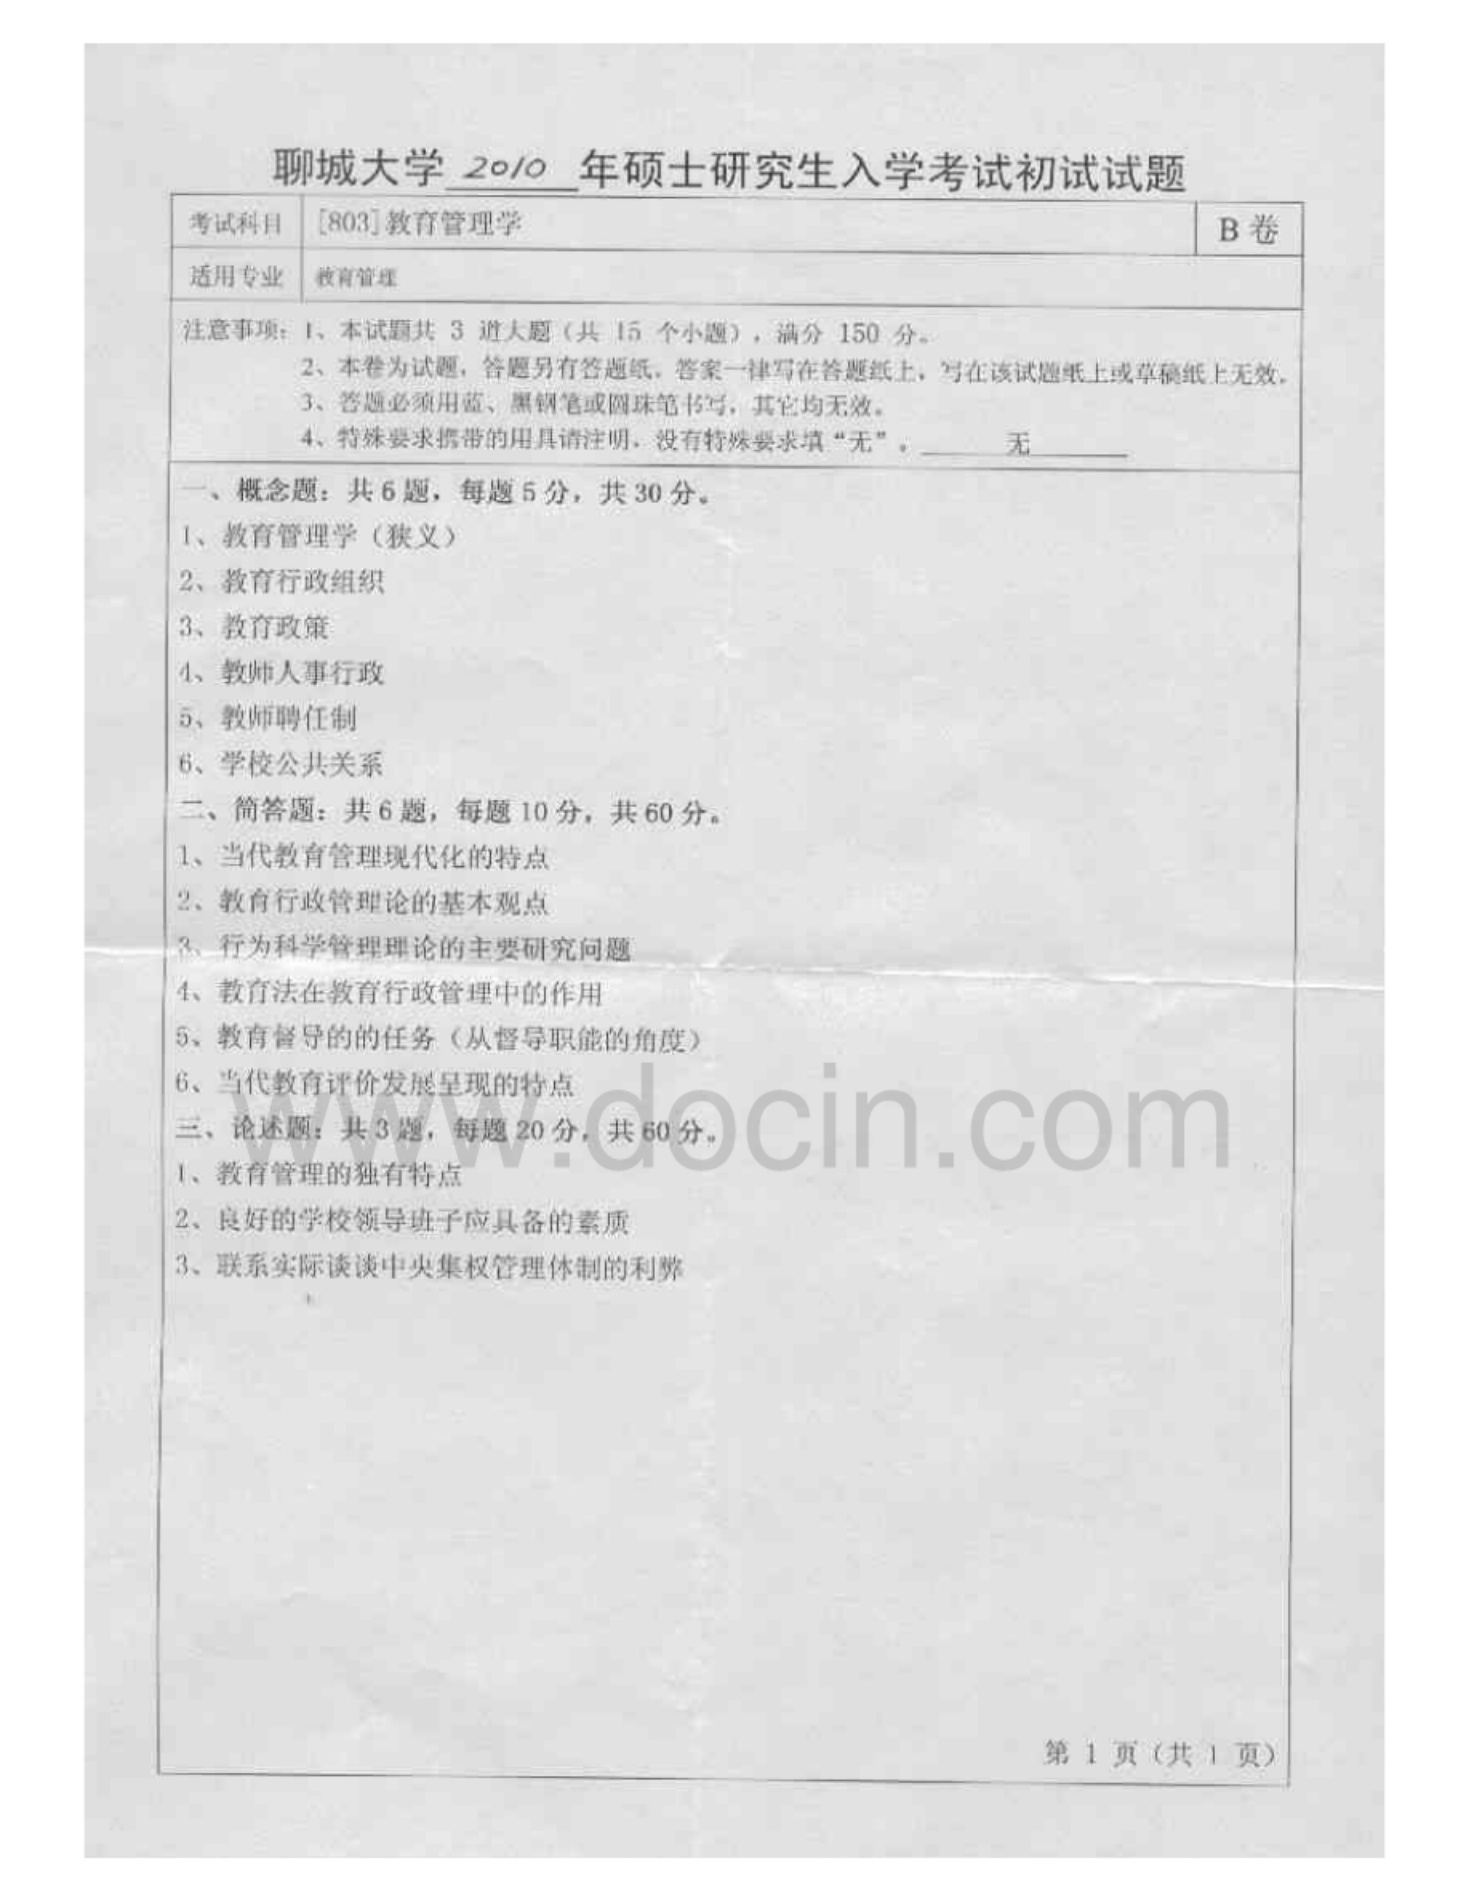 聊城大学 2010 年硕士研究生入学考试初试试题
考试科目 [803]教育管理学 B 卷
适用专业 教育管理
注意事项：1、本试题共 3 道大题（共 15 个小题），满分 150 分。
2、本卷为试题，答题另有答题纸。答案一律写在答题纸上，写在该试题纸上或草稿纸上无效。
3、答题必须用蓝、黑钢笔或圆珠笔书写，其它均无效。
4、特殊要求携带的用具请注明，没有特殊要求填“无”。 无
一、概念题：共 6 题，每题 5 分，共 30 分。
1、教育管理学（狭义）
2、教育行政组织
3、教育政策
4、教师人事行政
5、教师聘任制
6、学校公共关系
二、简答题：共 6 题，每题 10 分，共 60 分。
1、当代教育管理现代化的特点
2、教育行政管理论的基本观点
3、行为科学管理理论的主要研究问题
4、教育法在教育行政管理中的作用
5、教育督导的的任务（从督导职能的角度）
6、当代教育评价发展呈现的特点
www.docin.com
三、论述题：共 3 题，每题 20 分，共 60 分。
1、教育管理的独有特点
2、良好的学校领导班子应具备的素质
3、联系实际谈谈中央集权管理体制的利弊
第 1 页（共 1 页）